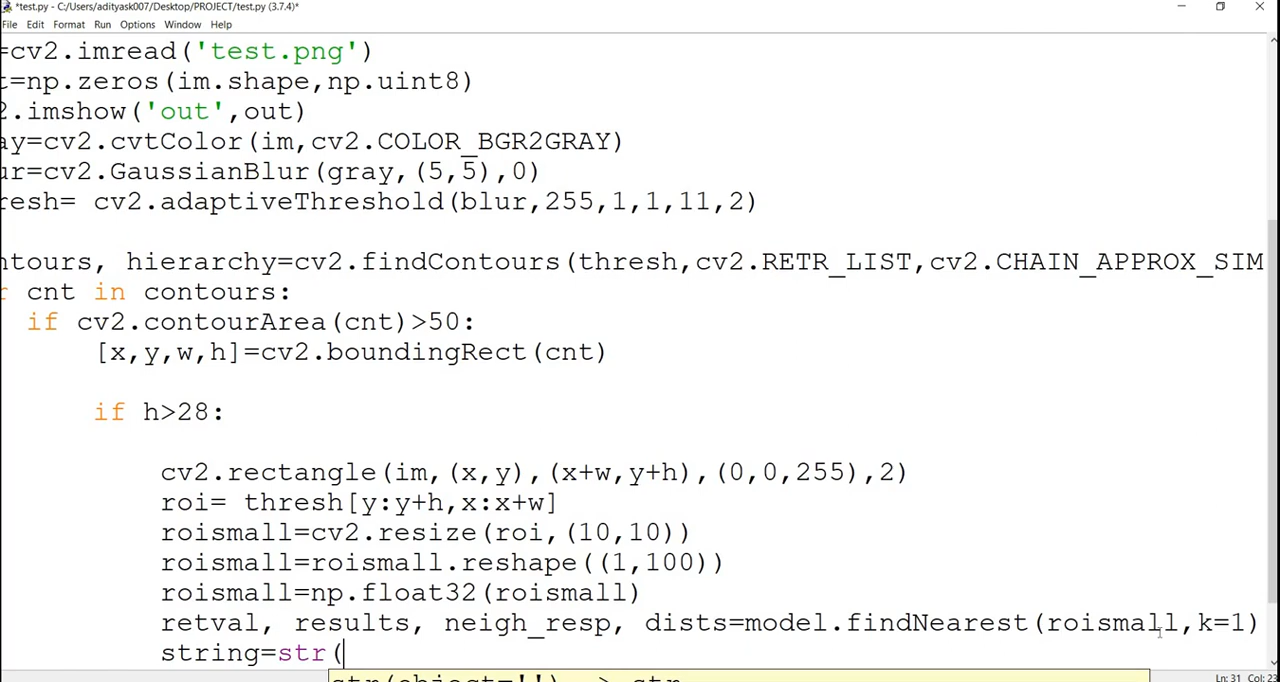 *test.py - C:/Users/adityask007/Desktop/PROJECT/test.py (3.7.4)*
File Edit Format Run Options Window Help
=cv2.imread('test.png')
t=np.zeros(im.shape,np.uint8)
2.imshow('out',out)
ay=cv2.cvtColor(im,cv2.COLOR_BGR2GRAY)
ur=cv2.GaussianBlur(gray,(5,5),0)
resh= cv2.adaptiveThreshold(blur,255,1,1,11,2)
ntours, hierarchy=cv2.findContours(thresh,cv2.RETR_LIST,cv2.CHAIN_APPROX_SIM
r cnt in contours:
if cv2.contourArea(cnt)>50:
[x,y,w,h]=cv2.boundingRect(cnt)
if h>28:
cv2.rectangle(im,(x,y),(x+w,y+h),(0,0,255),2)
roi= thresh[y:y+h,x:x+w]
roismall=cv2.resize(roi,(10,10))
roismall=roismall.reshape((1,100))
roismall=np.float32(roismall)
retval, results, neigh_resp, dists=model.findNearest(roismall,k=1)
string=str(
str(object='') -> str
Ln: 31 Col: 23